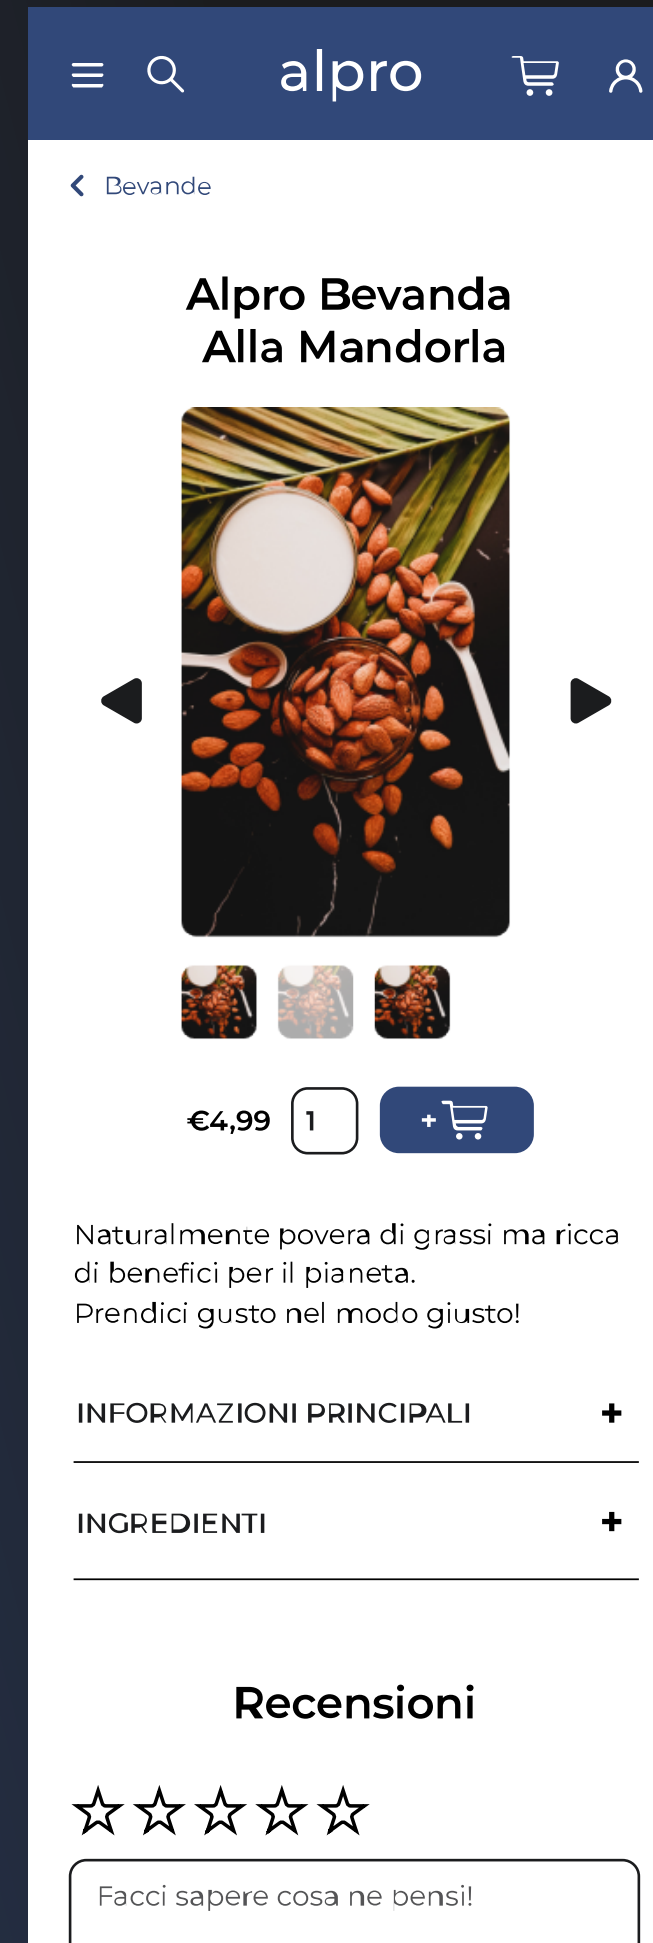 alpro
Bevande
Alpro Bevanda
Alla Mandorla
€4,99 1 +
Naturalmente povera di grassi ma ricca
di benefici per il pianeta.
Prendici gusto nel modo giusto!
INFORMAZIONI PRINCIPALI +
INGREDIENTI +
Recensioni
Facci sapere cosa ne pensi!